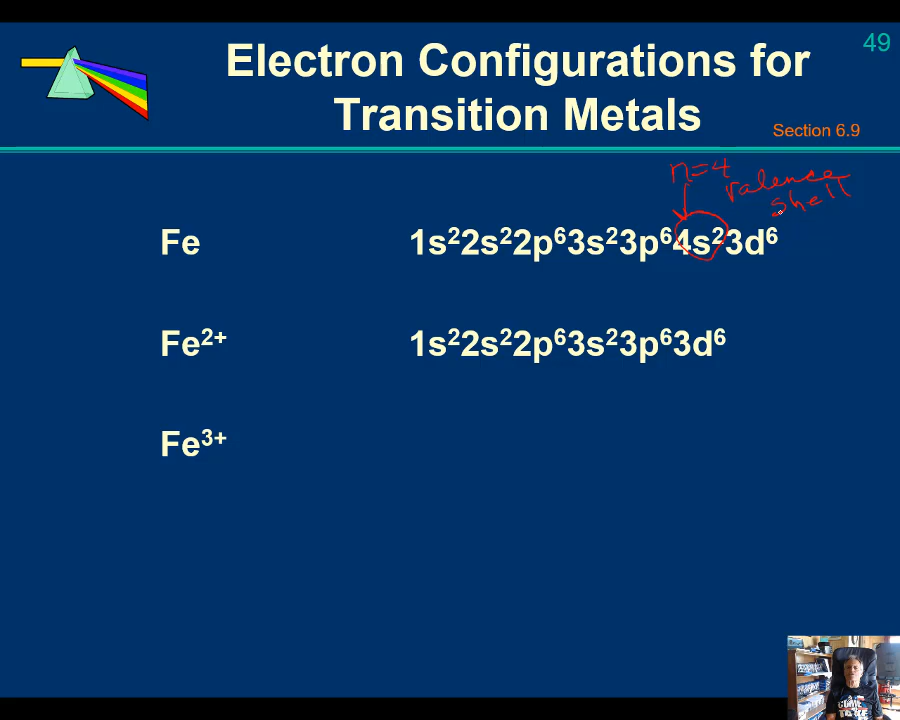 49
Electron Configurations for
Transition Metals
Section 6.9
n=4
valence
shell
Fe 1s²2s²2p⁶3s²3p⁶4s²3d⁶
Fe²⁺ 1s²2s²2p⁶3s²3p⁶3d⁶
Fe³⁺